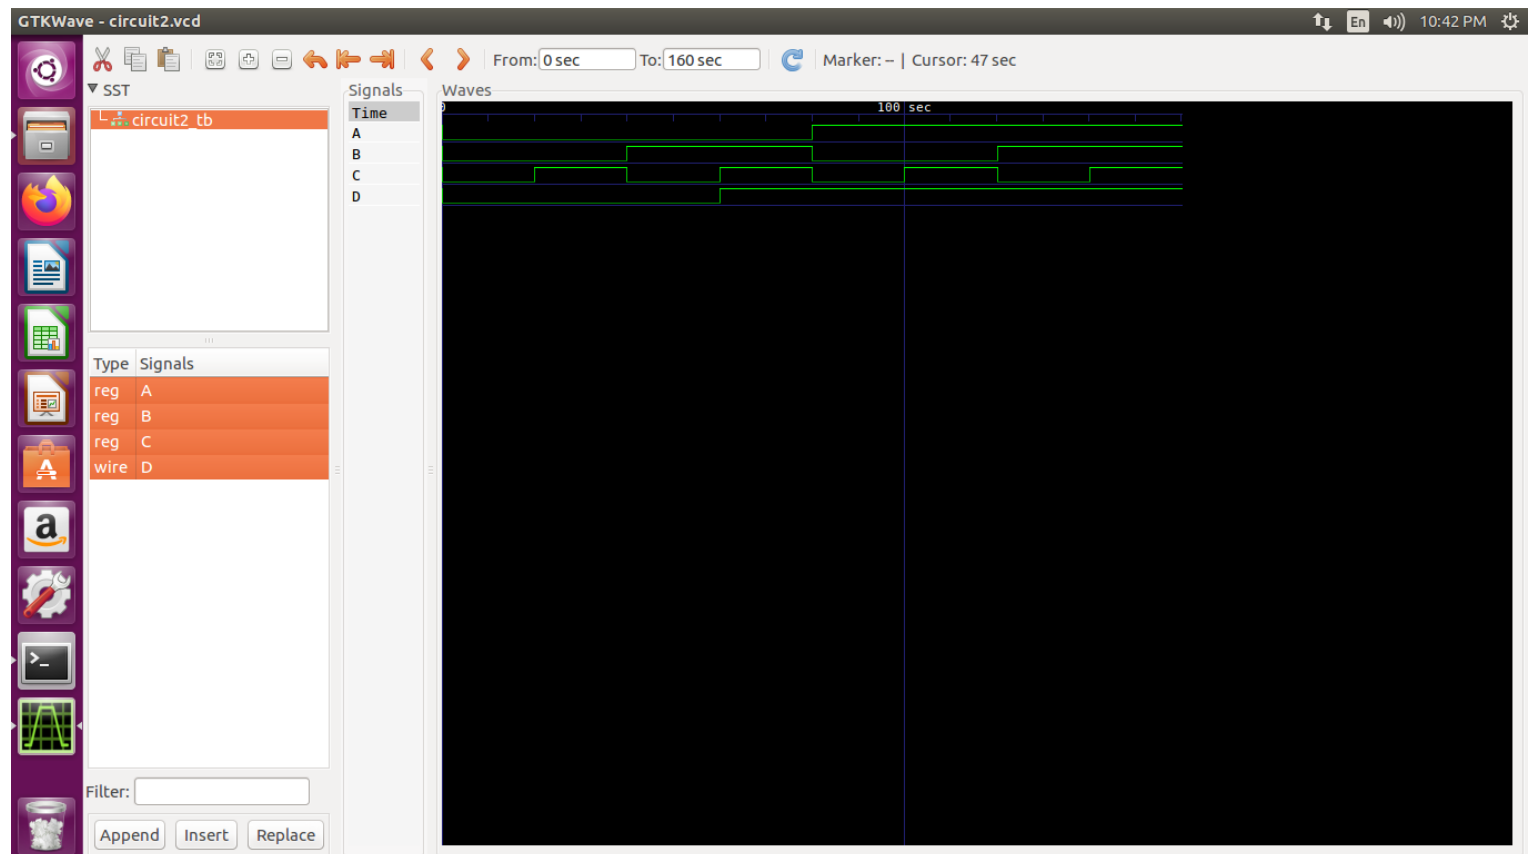 GTKWave - circuit2.vcd
En 10:42 PM
From: 0 sec To: 160 sec Marker: -- | Cursor: 47 sec
SST
circuit2_tb
Type Signals
reg A
reg B
reg C
wire D
Filter:
Append Insert Replace
Signals
Time
A
B
C
D
Waves
0 100 sec